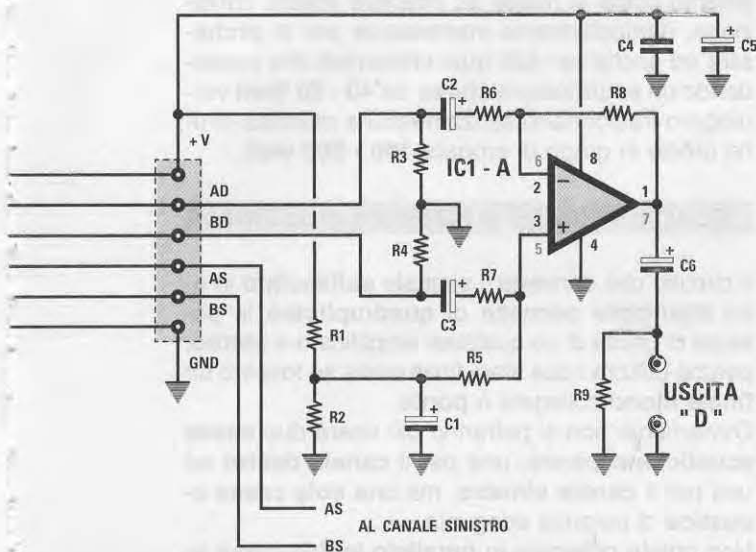 C4
C5
C2
R6
R8
+V
R3
IC1 - A
6
8
AD
2
1
BD
3
7
R4
5
4
AS
R7
C6
BS
C3
R1
GND
R5
R9
USCITA
"D"
R2
C1
AS
AL CANALE SINISTRO
BS